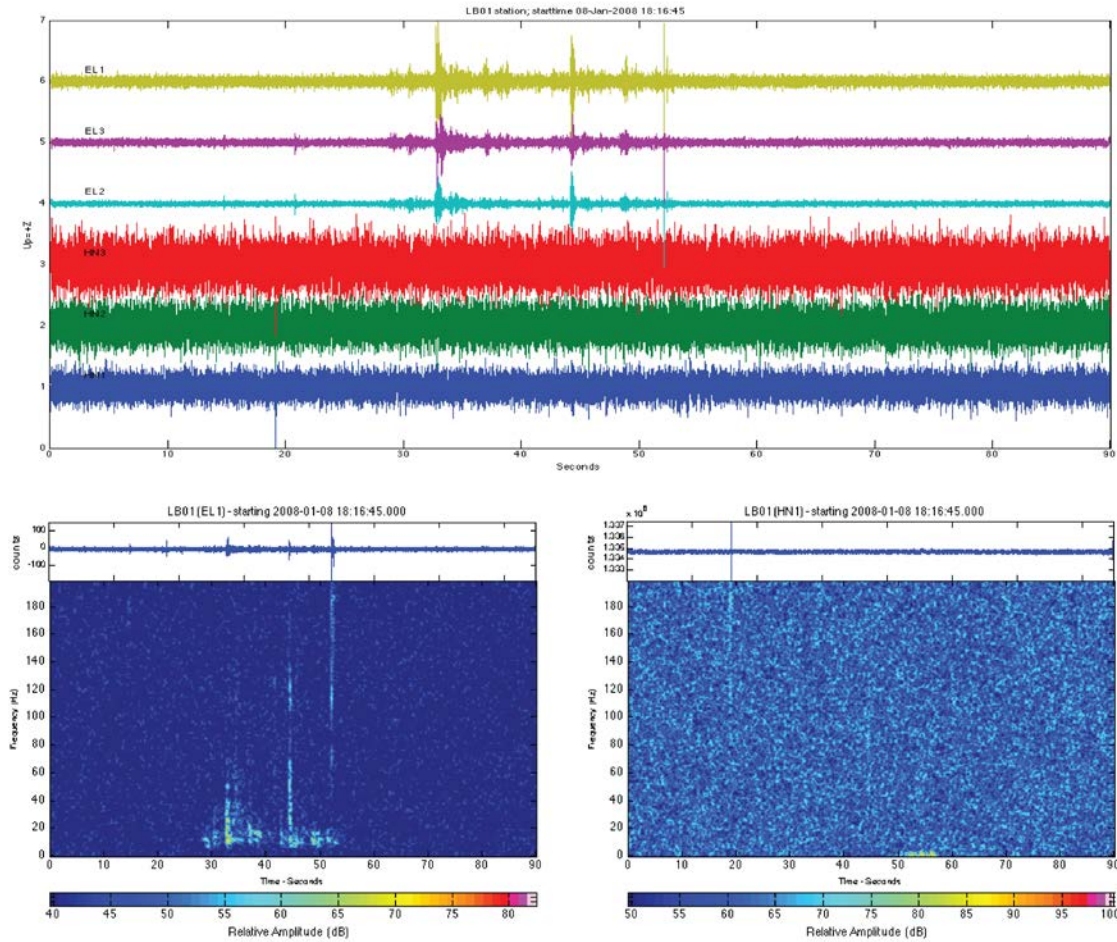 LB01 station; starttime 08-Jan-2008 18:16:45
7
EL1
6
EL3
5
EL2
4
Up=+Z
HN3
3
HN2
2
HN1
1
0
0 10 20 30 40 50 60 70 80 90
Seconds
LB01(EL1) - starting 2008-01-08 18:16:45.000
counts
100
0
-100
Frequency (Hz)
180
160
140
120
100
80
60
40
20
0
0 10 20 30 40 50 60 70 80 90
Time - Seconds
40 45 50 55 60 65 70 75 80
Relative Amplitude (dB)
LB01(HN1) - starting 2008-01-08 18:16:45.000
counts
Frequency (Hz)
180
160
140
120
100
80
60
40
20
0
0 10 20 30 40 50 60 70 80 90
Time - Seconds
50 55 60 65 70 75 80 85 90 95 100
Relative Amplitude (dB)